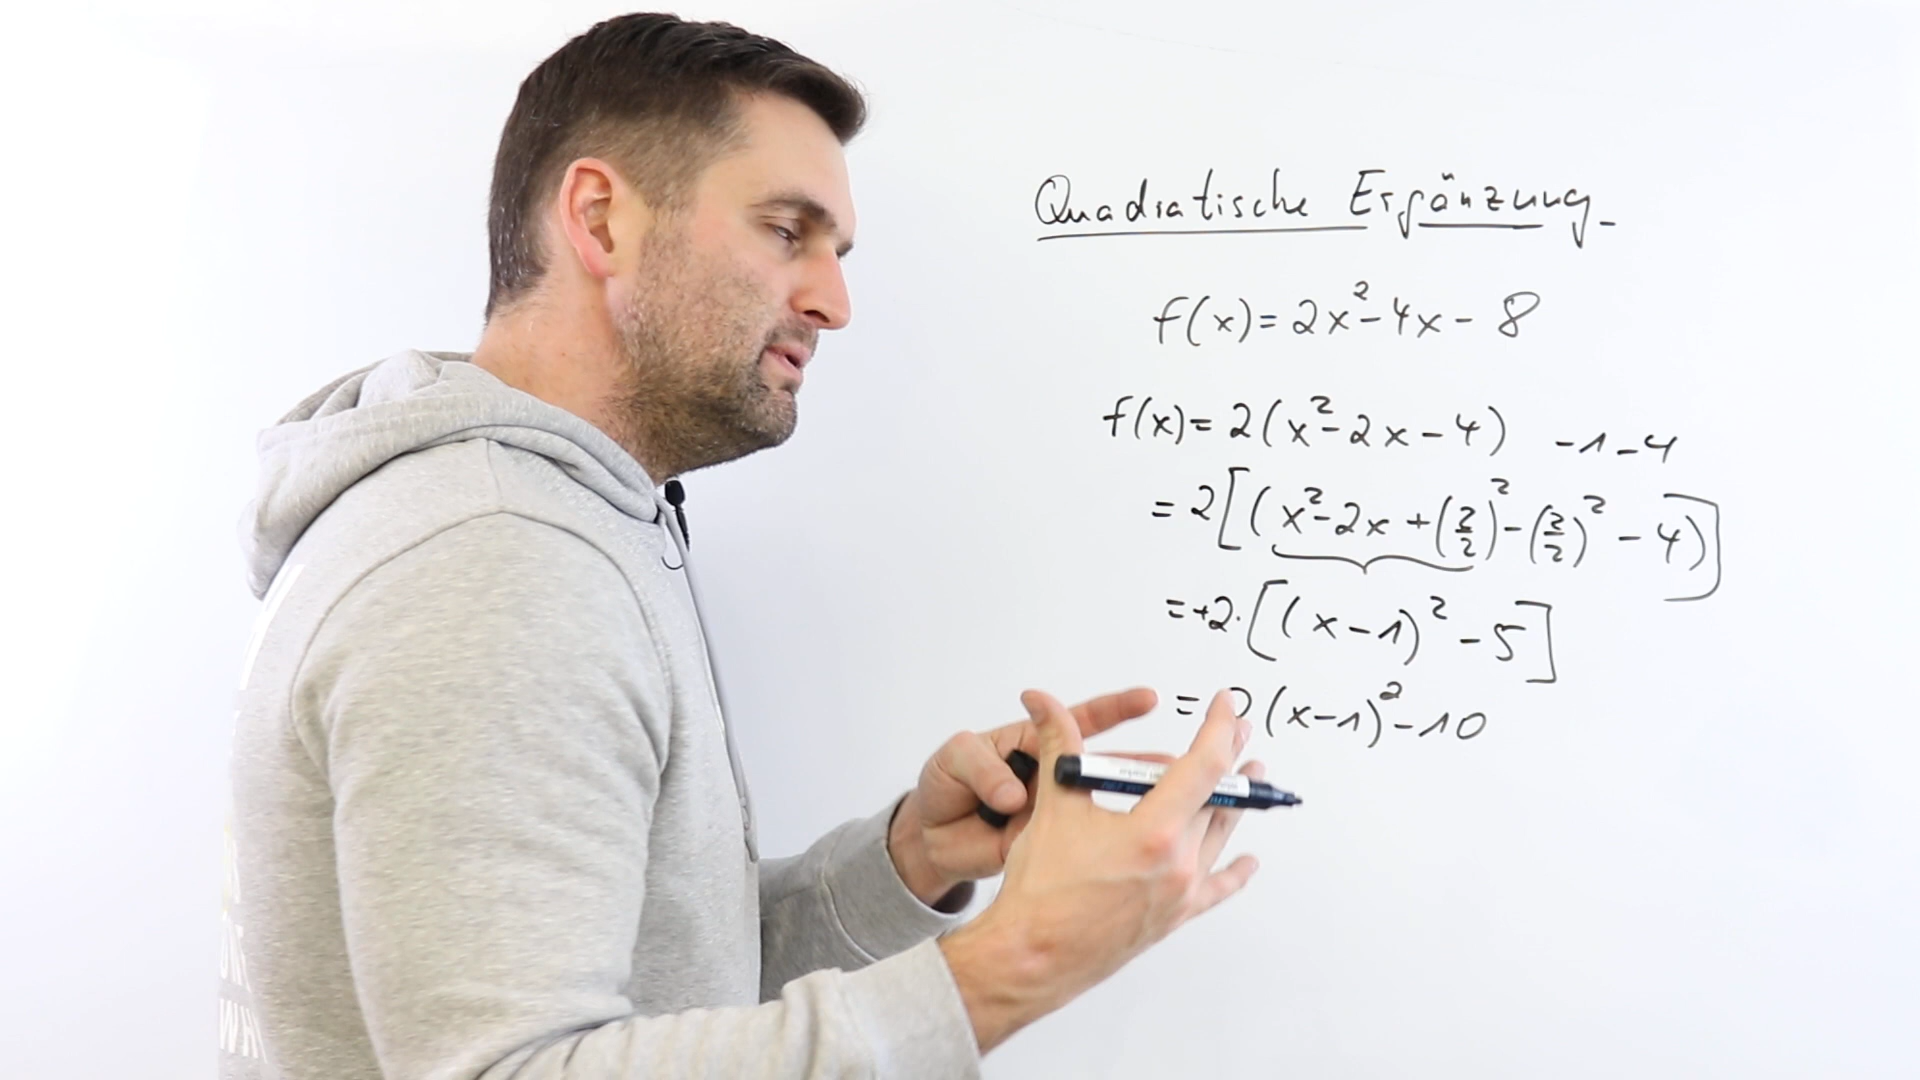 Quadratische Ergänzung
f(x)= 2x²-4x- 8
f(x)= 2(x²-2x-4) -1-4
= 2[(x²-2x+(2/2)²-(2/2)²-4)]
=+2·[(x-1)²-5]
= 2(x-1)²-10